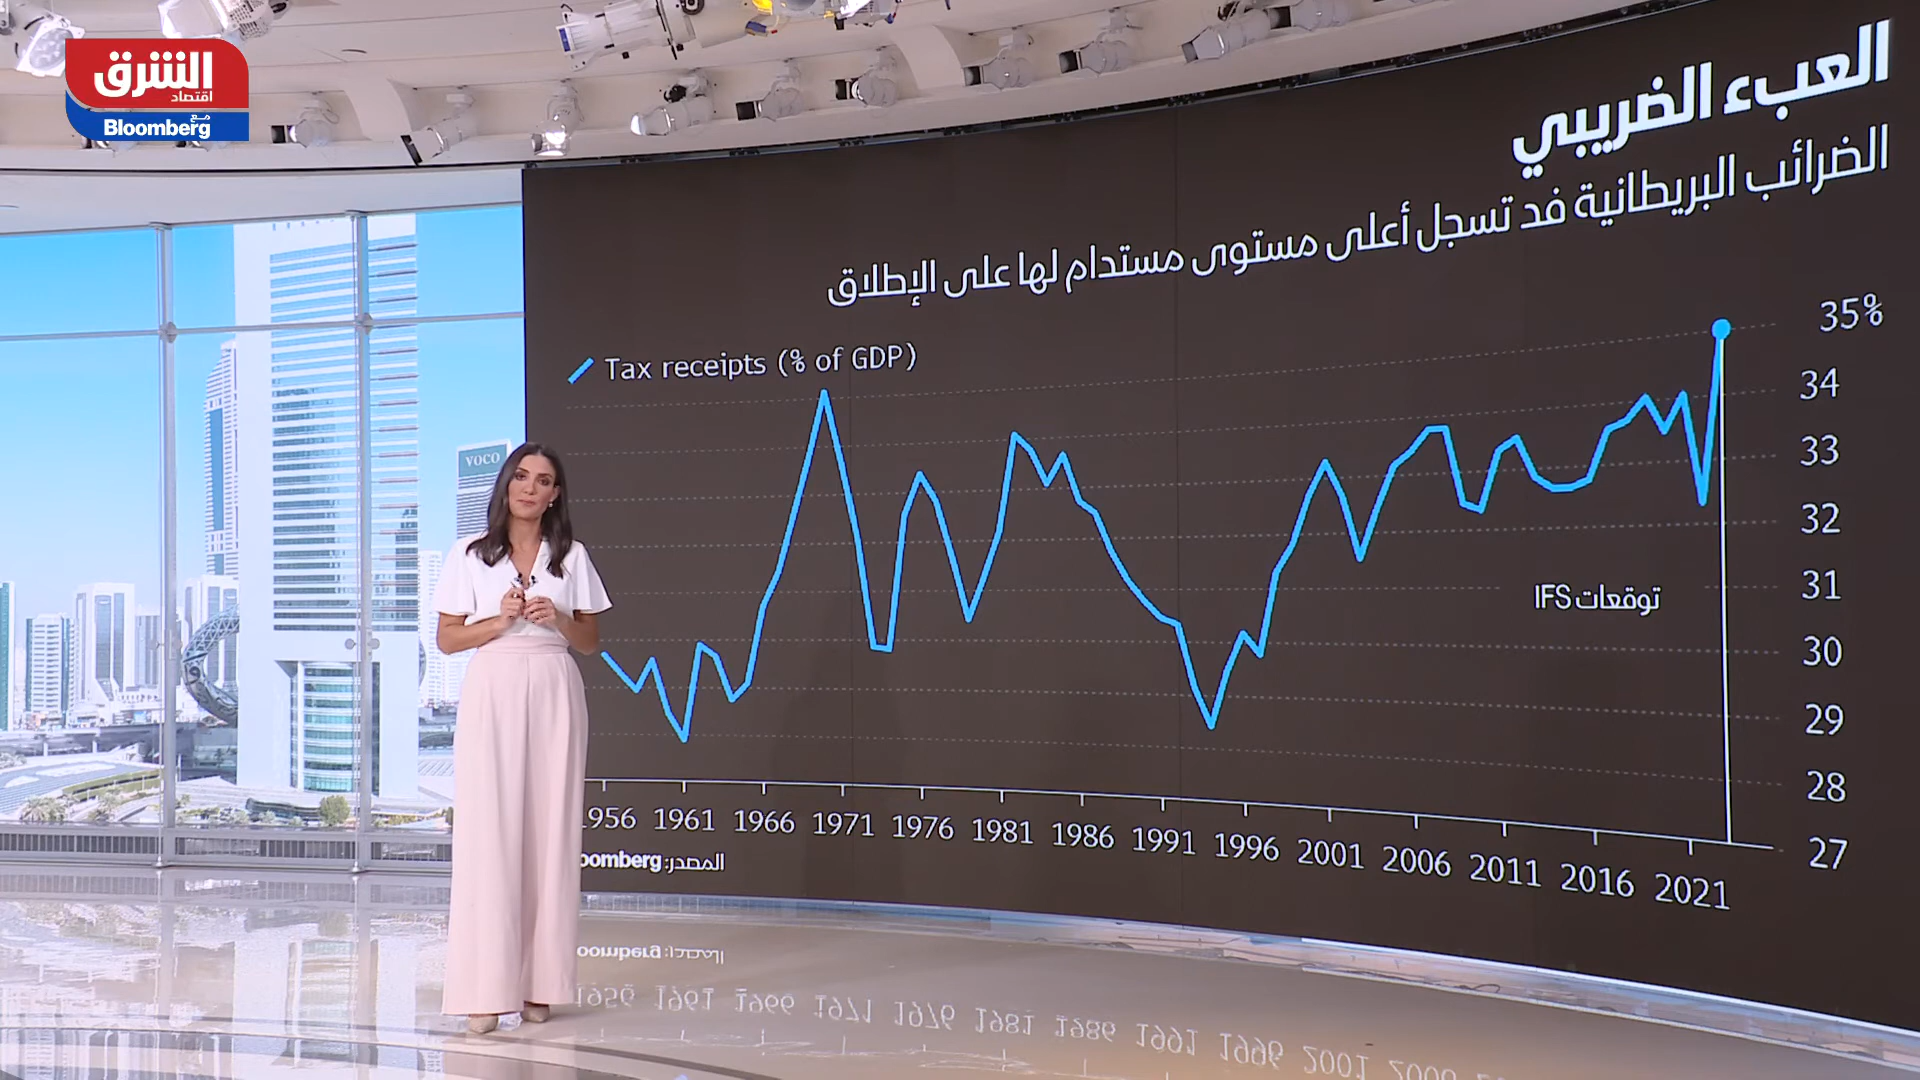 الشرق
اقتصاد
مع
Bloomberg
العبء الضريبي
الضرائب البريطانية قد تسجل أعلى مستوى مستدام لها على الإطلاق
Tax receipts (% of GDP)
35%
34
33
32
31
30
29
28
27
توقعات IFS
1956 1961 1966 1971 1976 1981 1986 1991 1996 2001 2006 2011 2016 2021
المصدر: oomberg
VOCO